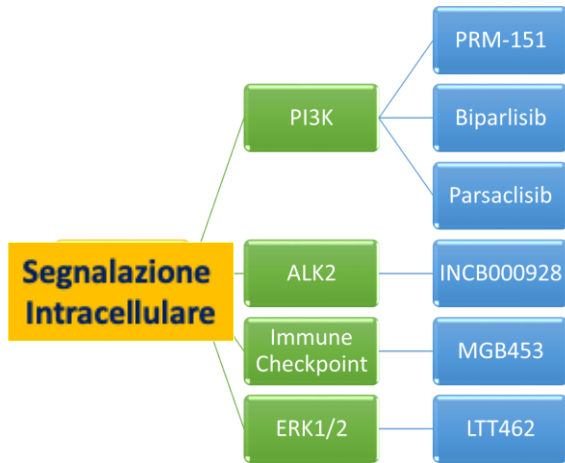 PRM-151
PI3K
Biparlisib
Parsaclisib
Segnalazione
Intracellulare
ALK2
INCB000928
Immune
Checkpoint
MGB453
ERK1/2
LTT462